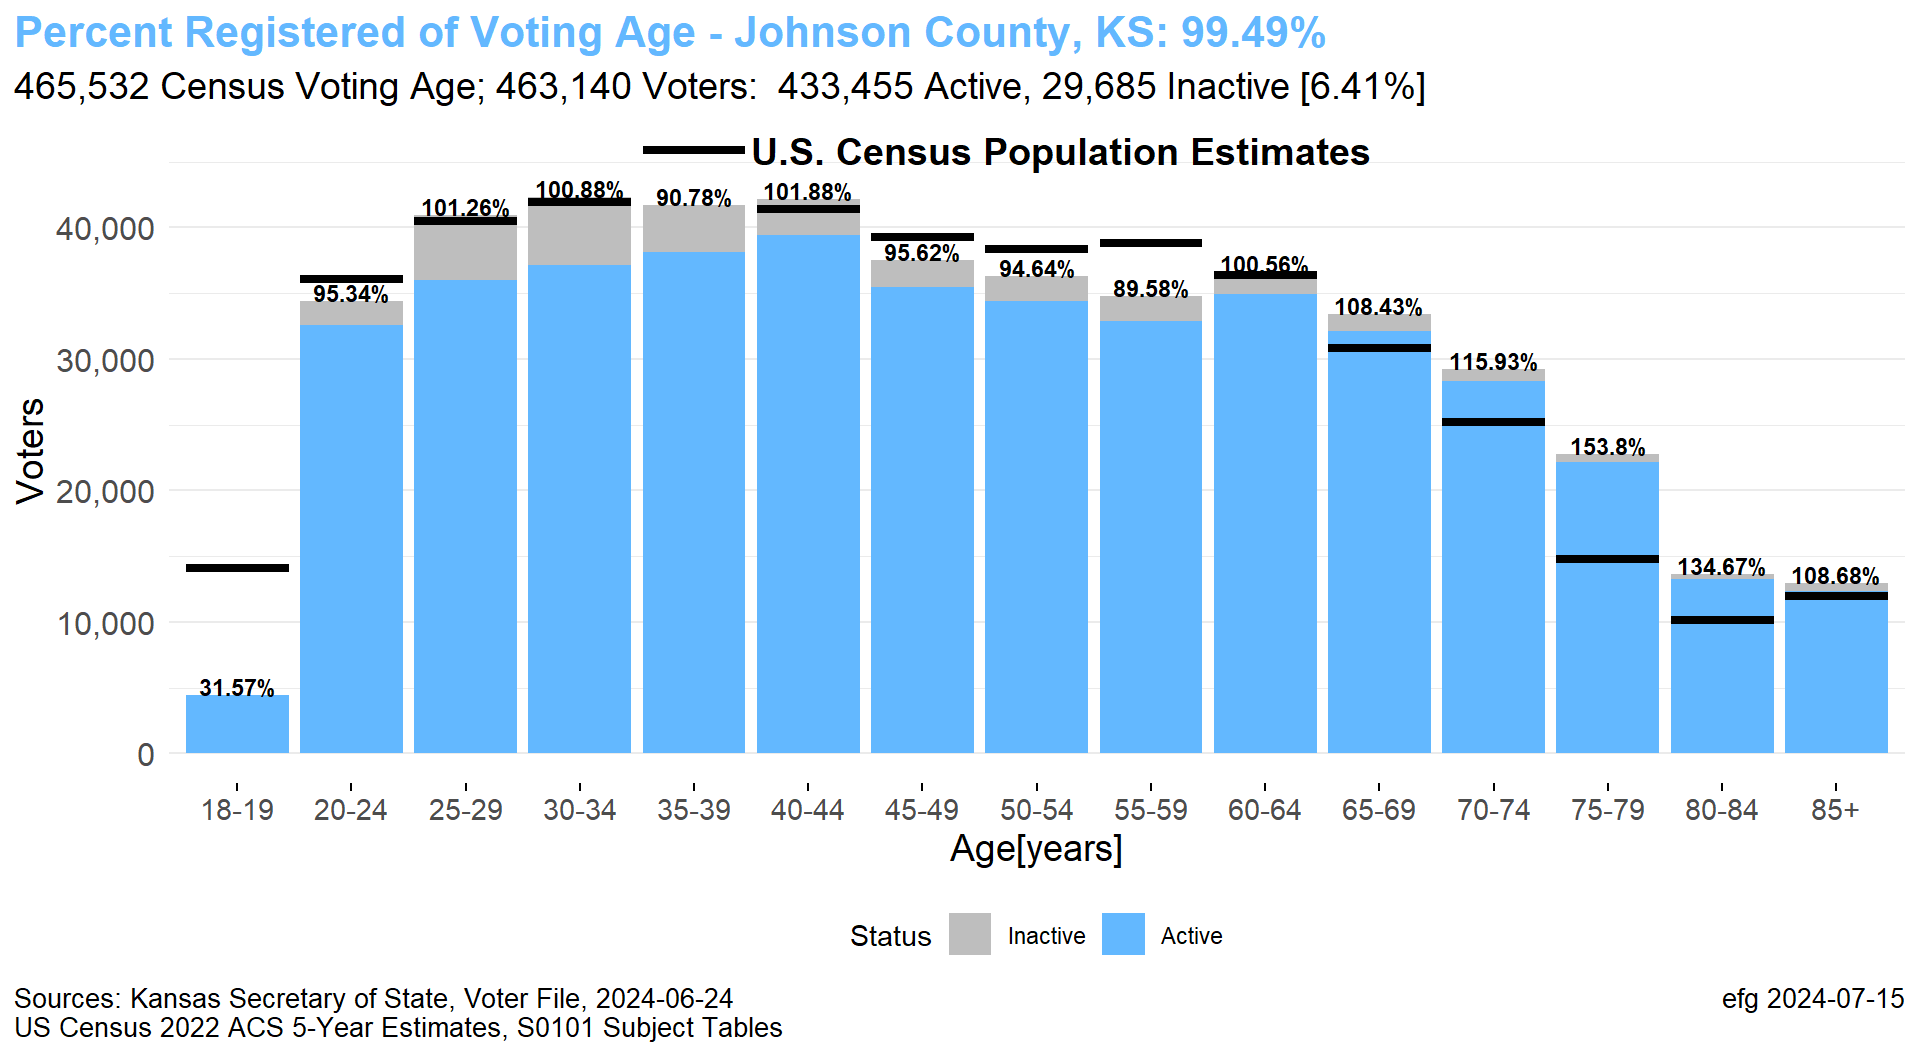 Percent Registered of Voting Age - Johnson County, KS: 99.49%
465,532 Census Voting Age; 463,140 Voters:  433,455 Active, 29,685 Inactive [6.41%]
U.S. Census Population Estimates
Voters
40,000
30,000
20,000
10,000
0
31.57%
95.34%
101.26%
100.88%
90.78%
101.88%
95.62%
94.64%
89.58%
100.56%
108.43%
115.93%
153.8%
134.67%
108.68%
18-19 20-24 25-29 30-34 35-39 40-44 45-49 50-54 55-59 60-64 65-69 70-74 75-79 80-84 85+
Age[years]
Status Inactive Active
Sources: Kansas Secretary of State, Voter File, 2024-06-24
US Census 2022 ACS 5-Year Estimates, S0101 Subject Tables
efg 2024-07-15